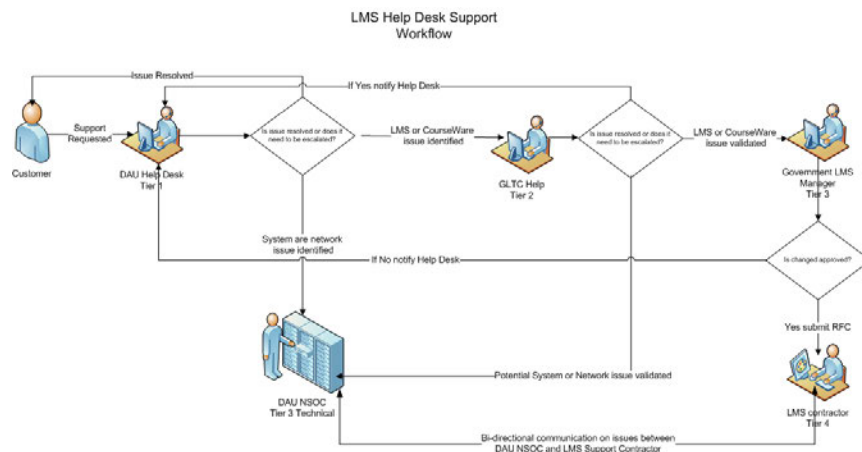 LMS Help Desk Support
Workflow
Issue Resolved
If Yes notify Help Desk
Support
Requested
Is issue resolved or does it
need to be escalated?
LMS or CourseWare
issue identified
Is issue resolved or does it
need to be escalated?
LMS or CourseWare
issue validated
Customer
DAU Help Desk
Tier 1
GLTC Help
Tier 2
Government LMS
Manager
Tier 3
System are network
issue identified
If No notify Help Desk
Is changed approved?
Yes submit RFC
Potential System or Network issue validated
DAU NSOC
Tier 3 Technical
LMS contractor
Tier 4
Bi-directional communication on issues between
DAU NSOC and LMS Support Contractor